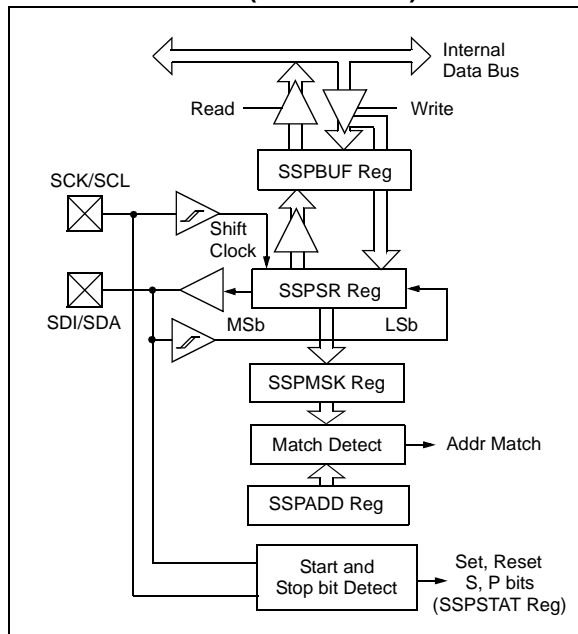 Internal
Data Bus
Read
Write
SSPBUF Reg
SCK/SCL
Shift
Clock
SSPSR Reg
MSb
LSb
SDI/SDA
SSPMSK Reg
Match Detect
Addr Match
SSPADD Reg
Start and
Stop bit Detect
Set, Reset
S, P bits
(SSPSTAT Reg)